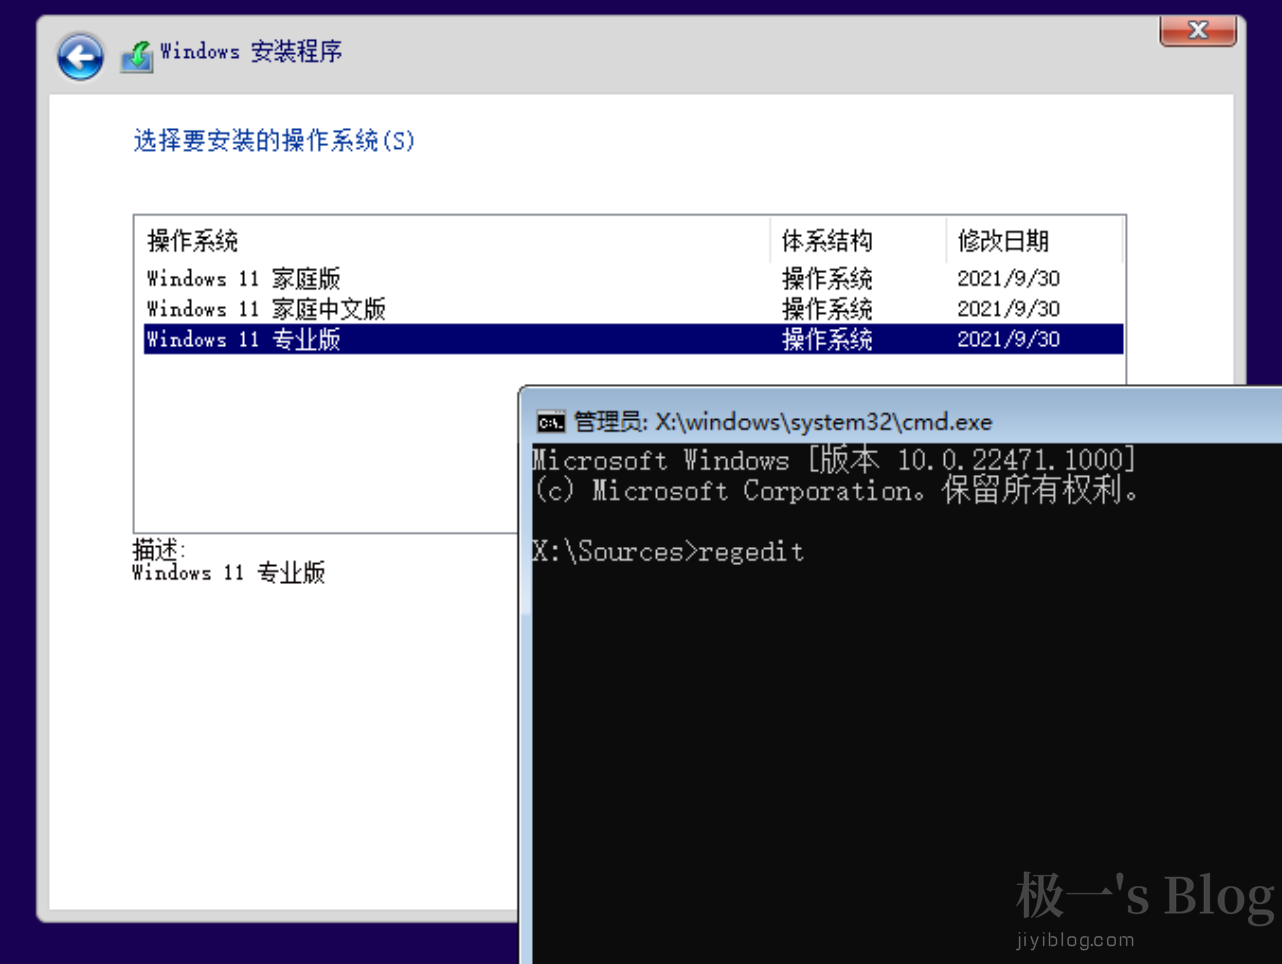 Windows 安装程序
选择要安装的操作系统(S)
操作系统 体系结构 修改日期
Windows 11 家庭版 操作系统 2021/9/30
Windows 11 家庭中文版 操作系统 2021/9/30
Windows 11 专业版 操作系统 2021/9/30
描述:
Windows 11 专业版
管理员: X:\windows\system32\cmd.exe
Microsoft Windows [版本 10.0.22471.1000]
(c) Microsoft Corporation。保留所有权利。
X:\Sources>regedit
极一's Blog
jiyiblog.com